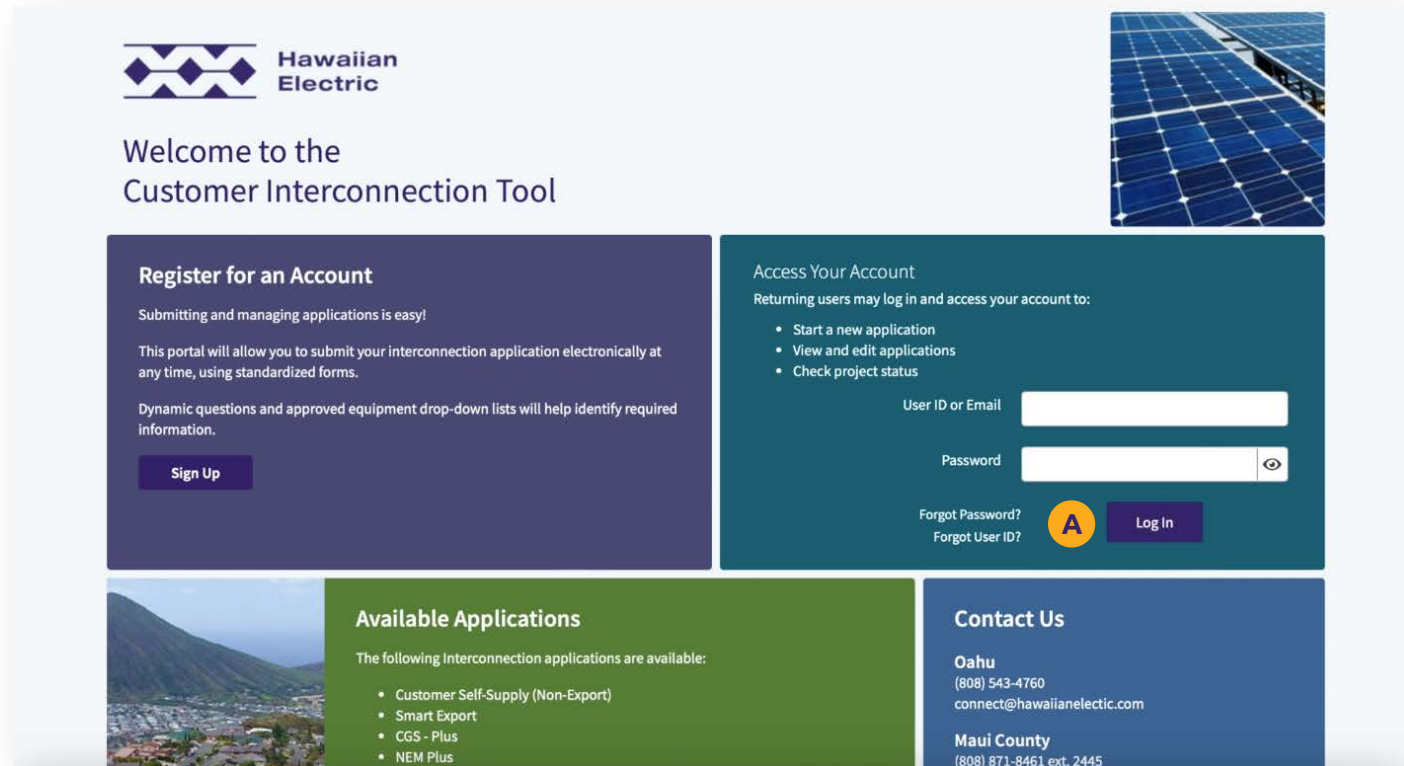 Hawaiian
Electric
Welcome to the
Customer Interconnection Tool
Register for an Account
Submitting and managing applications is easy!
This portal will allow you to submit your interconnection application electronically at
any time, using standardized forms.
Dynamic questions and approved equipment drop-down lists will help identify required
information.
Sign Up
Access Your Account
Returning users may log in and access your account to:
• Start a new application
• View and edit applications
• Check project status
User ID or Email
Password
Forgot Password?
Forgot User ID?
A
Log In
Available Applications
The following Interconnection applications are available:
• Customer Self-Supply (Non-Export)
• Smart Export
• CGS - Plus
• NEM Plus
Contact Us
Oahu
(808) 543-4760
connect@hawaiianelectic.com
Maui County
(808) 871-8461 ext. 2445